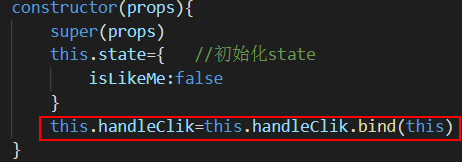 constructor(props){
super(props)
this.state={ //初始化state
isLikeMe:false
}
this.handleClik=this.handleClik.bind(this)
}